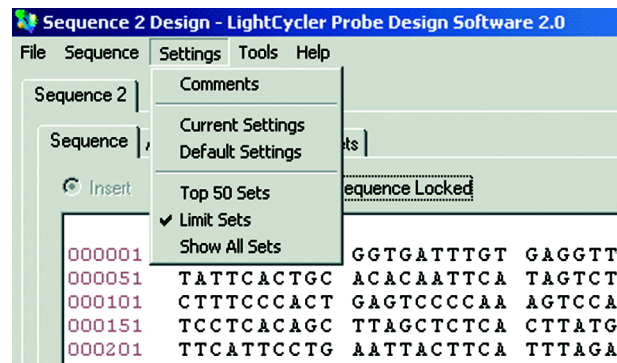 Sequence 2 Design - LightCycler Probe Design Software 2.0
File Sequence Settings Tools Help
Sequence 2
Comments
Current Settings
Default Settings
Top 50 Sets
Limit Sets
Show All Sets
Sequence
Insert
equence Locked
000001 GGTGATTTGT GAGGTT
000051 TATTCACTGC ACACAATTCA TAGTCT
000101 CTTTCCCACT GAGTCCCCAA AGTCCA
000151 TCCTCACAGC TTAGCTCTCA CTTATG
000201 TTCATTCCTG AATTACTTCA TTTAGA